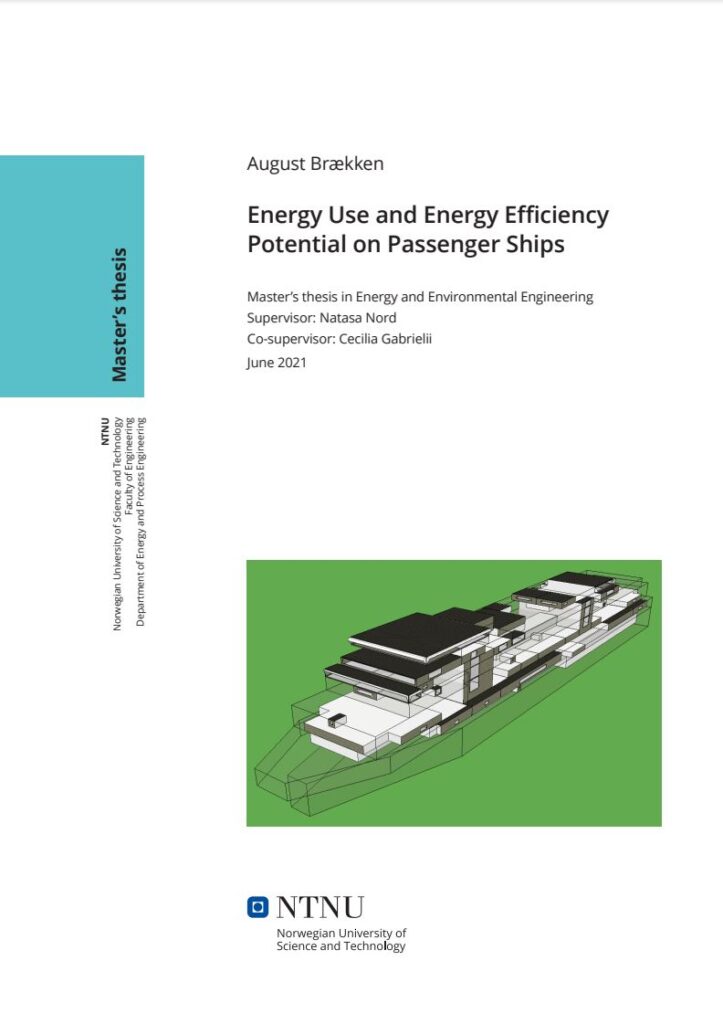 August Brækken
Energy Use and Energy Efficiency
Potential on Passenger Ships
Master's thesis in Energy and Environmental Engineering
Supervisor: Natasa Nord
Co-supervisor: Cecilia Gabrielii
June 2021
Master's thesis
NTNU
Norwegian University of Science and Technology
Faculty of Engineering
Department of Energy and Process Engineering
NTNU
Norwegian University of
Science and Technology